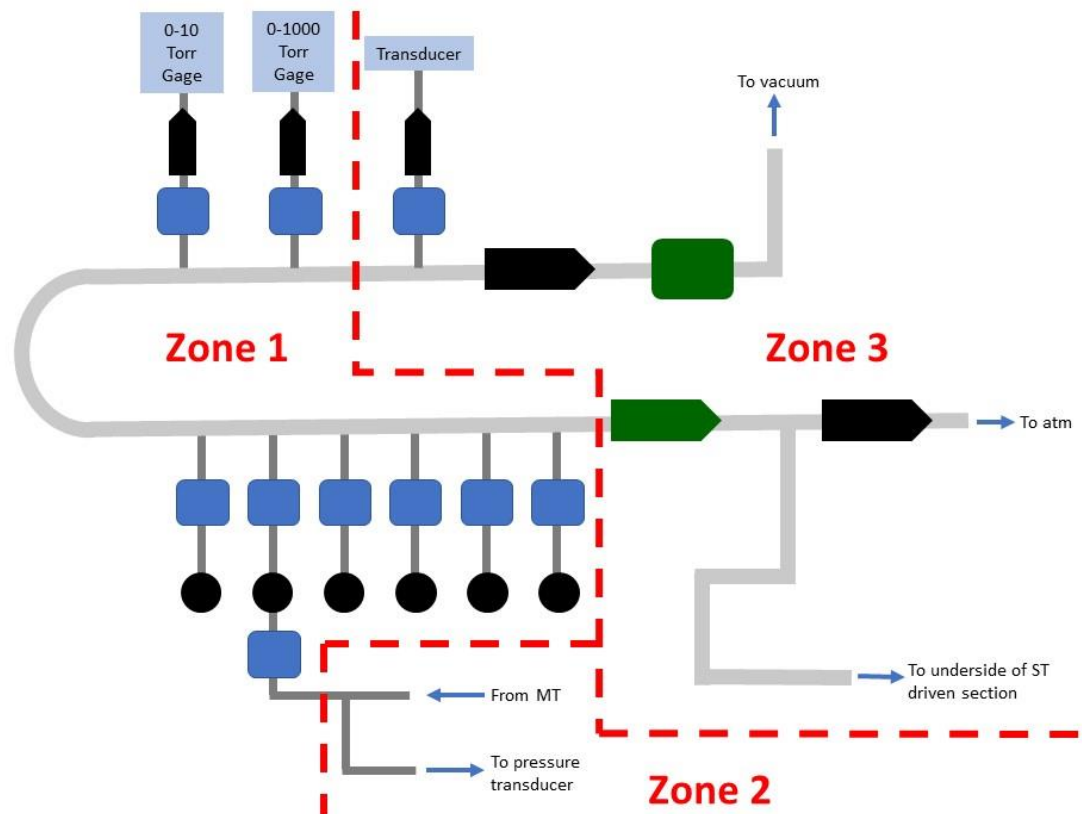 0-10
Torr
Gage
0-1000
Torr
Gage
Transducer
To vacuum
Zone 1
Zone 3
To atm
To underside of ST
driven section
From MT
To pressure
transducer
Zone 2